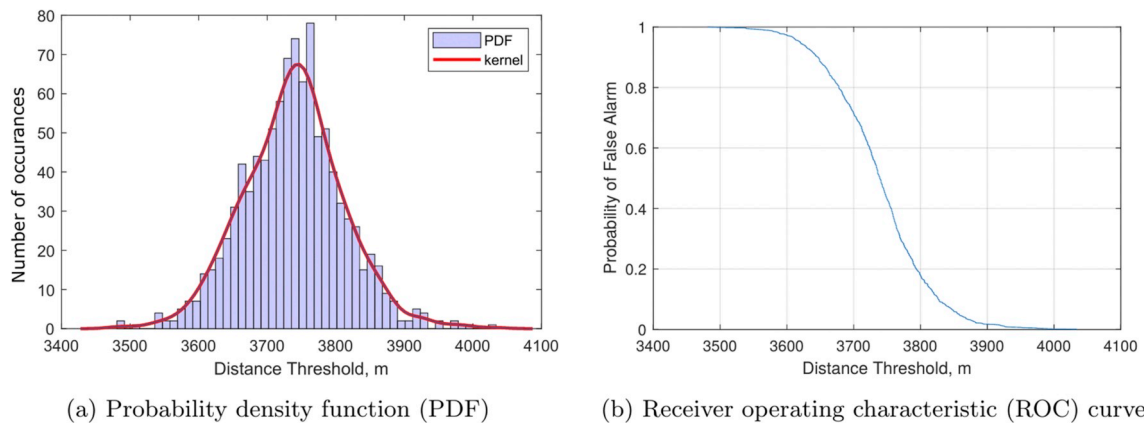 80
70
60
50
40
30
20
10
0
Number of occurances
PDF
kernel
3400 3500 3600 3700 3800 3900 4000 4100
Distance Threshold, m
(a) Probability density function (PDF)
1
0.8
0.6
0.4
0.2
0
Probability of False Alarm
3400 3500 3600 3700 3800 3900 4000 4100
Distance Threshold, m
(b) Receiver operating characteristic (ROC) curve